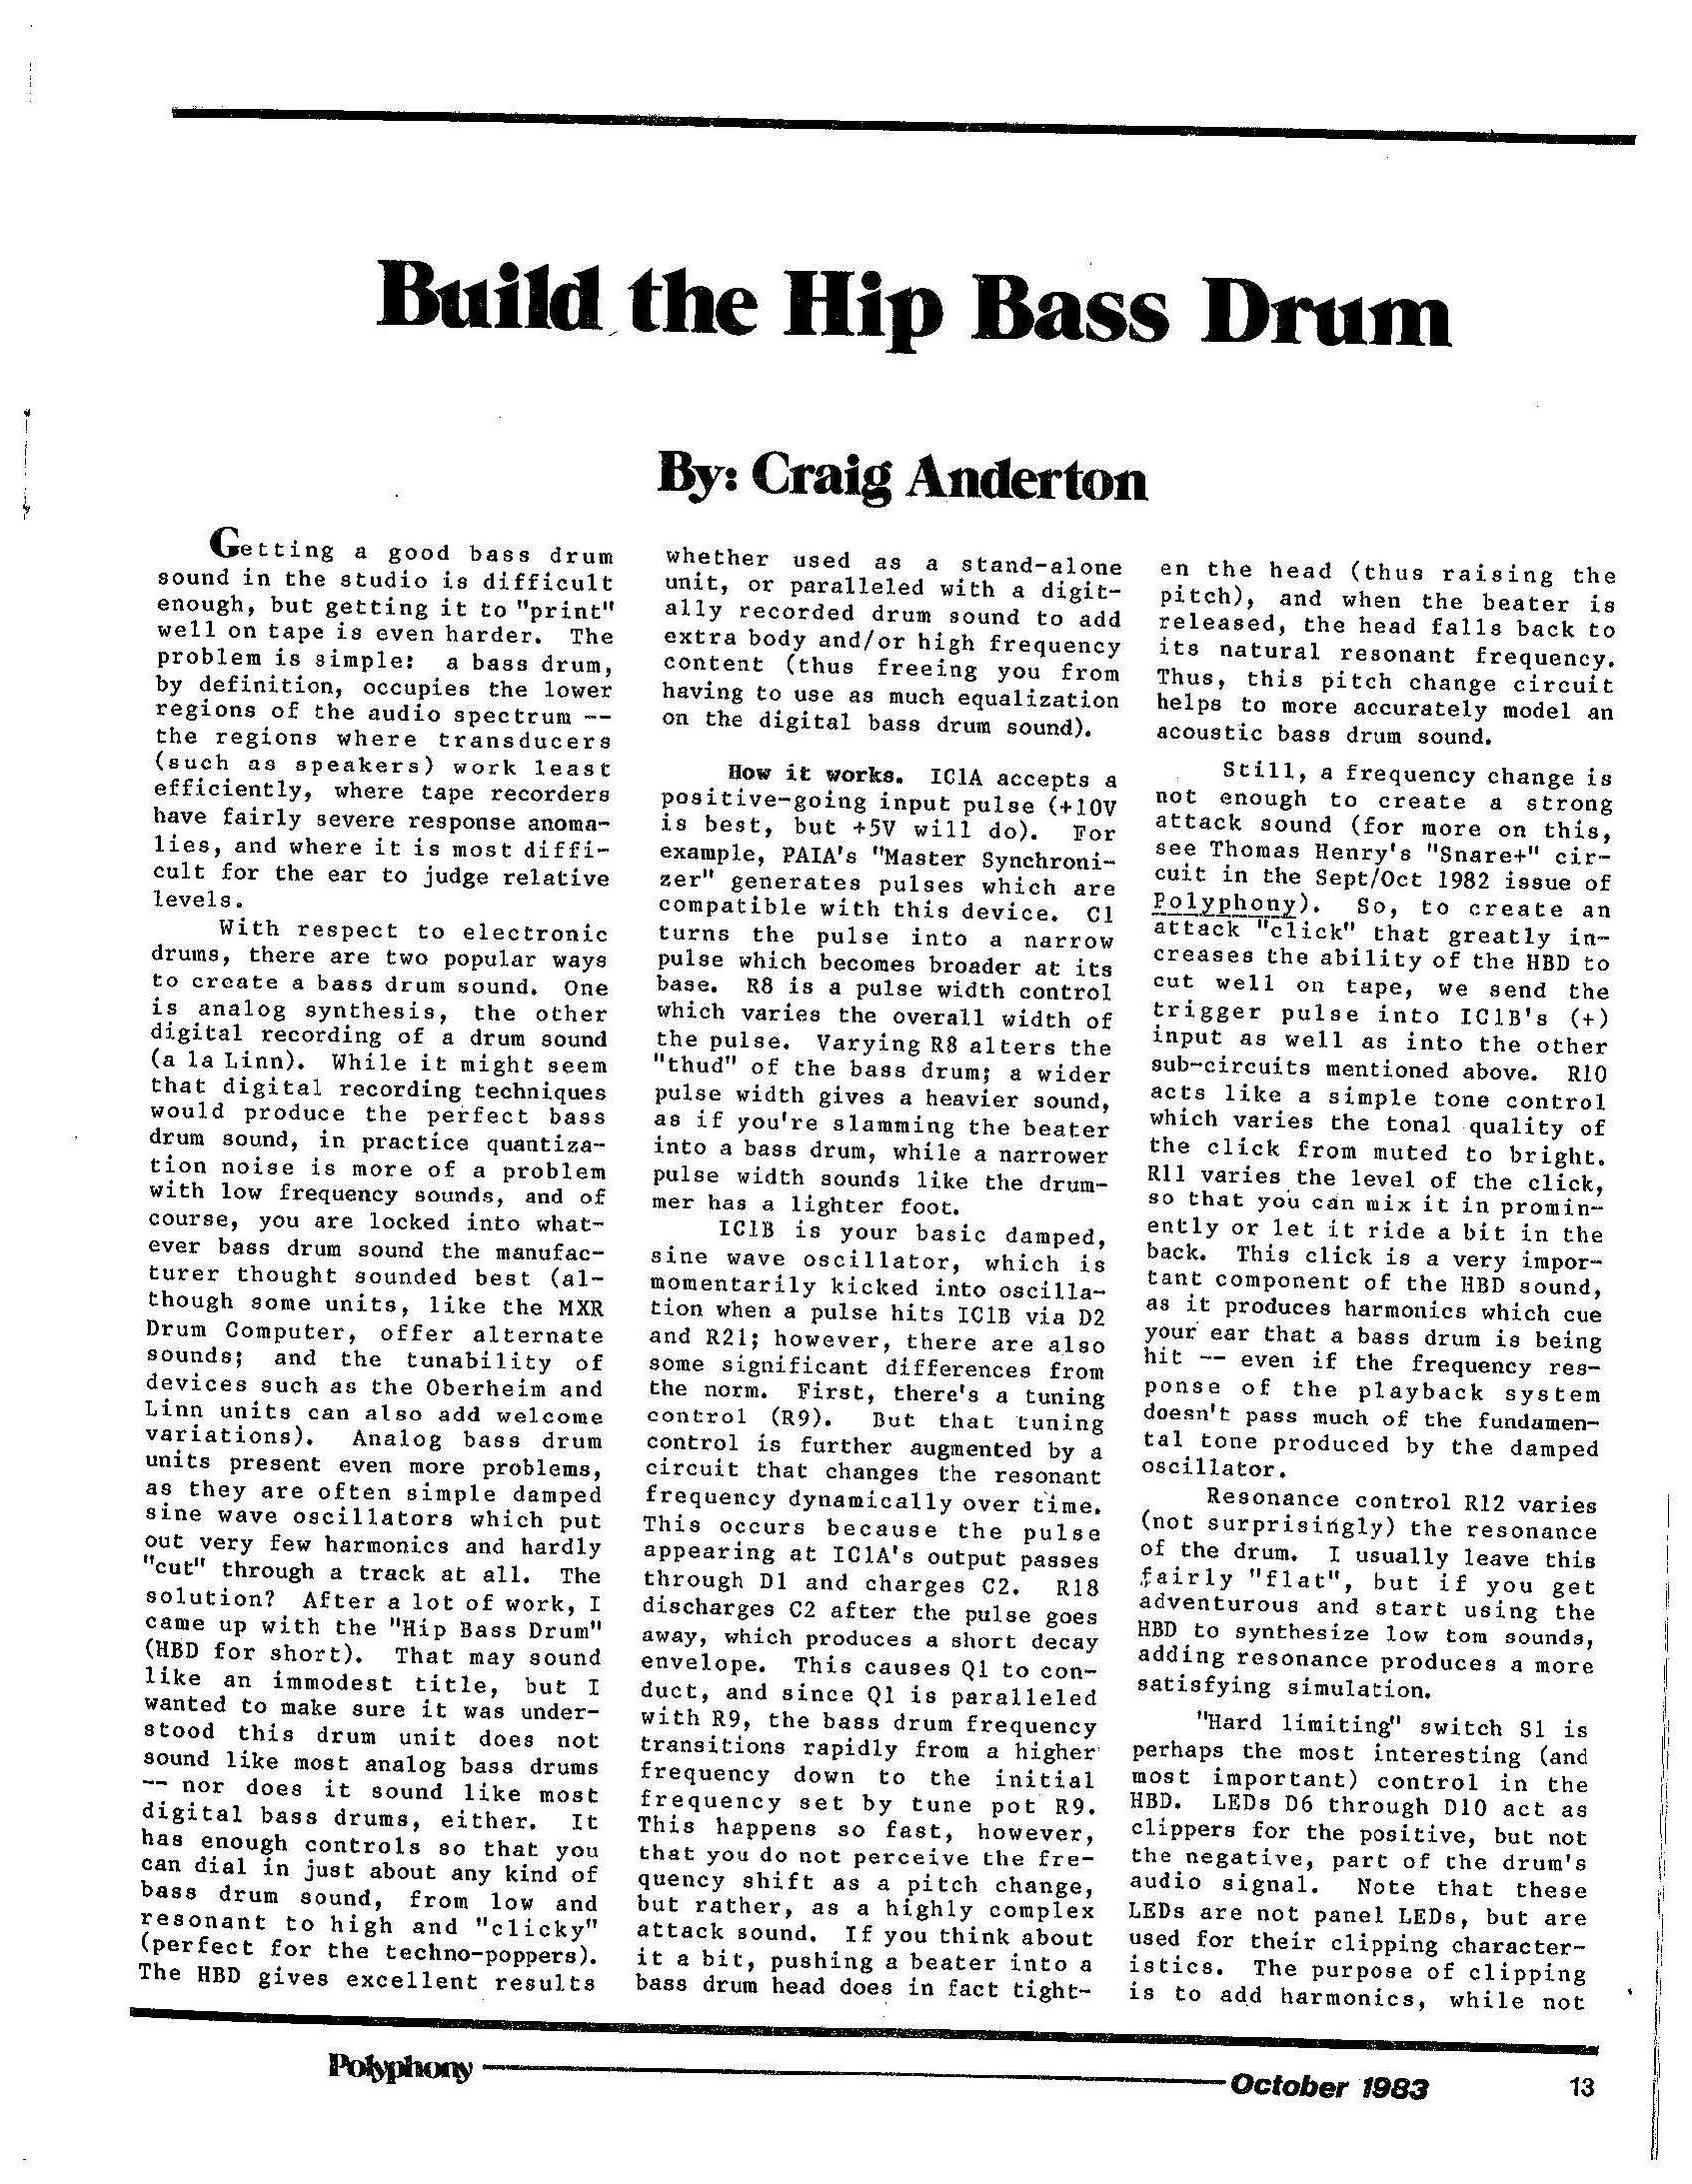 Build the Hip Bass Drum
By: Craig Anderton
Getting a good bass drum
sound in the studio is difficult
enough, but getting it to "print"
well on tape is even harder. The
problem is simple: a bass drum,
by definition, occupies the lower
regions of the audio spectrum --
the regions where transducers
(such as speakers) work least
efficiently, where tape recorders
have fairly severe response anoma-
lies, and where it is most diffi-
cult for the ear to judge relative
levels.
With respect to electronic
drums, there are two popular ways
to create a bass drum sound. One
is analog synthesis, the other
digital recording of a drum sound
(a la Linn). While it might seem
that digital recording techniques
would produce the perfect bass
drum sound, in practice quantiza-
tion noise is more of a problem
with low frequency sounds, and of
course, you are locked into what-
ever bass drum sound the manufac-
turer thought sounded best (al-
though some units, like the MXR
Drum Computer, offer alternate
sounds; and the tunability of
devices such as the Oberheim and
Linn units can also add welcome
variations). Analog bass drum
units present even more problems,
as they are often simple damped
sine wave oscillators which put
out very few harmonics and hardly
"cut" through a track at all. The
solution? After a lot of work, I
came up with the "Hip Bass Drum"
(HBD for short). That may sound
like an immodest title, but I
wanted to make sure it was under-
stood this drum unit does not
sound like most analog bass drums
-- nor does it sound like most
digital bass drums, either. It
has enough controls so that you
can dial in just about any kind of
bass drum sound, from low and
resonant to high and "clicky"
(perfect for the techno-poppers).
The HBD gives excellent results
whether used as a stand-alone
unit, or paralleled with a digit-
ally recorded drum sound to add
extra body and/or high frequency
content (thus freeing you from
having to use as much equalization
on the digital bass drum sound).
How it works. IC1A accepts a
positive-going input pulse (+10V
is best, but +5V will do). For
example, PAIA's "Master Synchroni-
zer" generates pulses which are
compatible with this device. C1
turns the pulse into a narrow
pulse which becomes broader at its
base. R8 is a pulse width control
which varies the overall width of
the pulse. Varying R8 alters the
"thud" of the bass drum; a wider
pulse width gives a heavier sound,
as if you're slamming the beater
into a bass drum, while a narrower
pulse width sounds like the drum-
mer has a lighter foot.
IC1B is your basic damped,
sine wave oscillator, which is
momentarily kicked into oscilla-
tion when a pulse hits IC1B via D2
and R21; however, there are also
some significant differences from
the norm. First, there's a tuning
control (R9). But that tuning
control is further augmented by a
circuit that changes the resonant
frequency dynamically over time.
This occurs because the pulse
appearing at IC1A's output passes
through D1 and charges C2. R18
discharges C2 after the pulse goes
away, which produces a short decay
envelope. This causes Q1 to con-
duct, and since Q1 is paralleled
with R9, the bass drum frequency
transitions rapidly from a higher
frequency down to the initial
frequency set by tune pot R9.
This happens so fast, however,
that you do not perceive the fre-
quency shift as a pitch change,
but rather, as a highly complex
attack sound. If you think about
it a bit, pushing a beater into a
bass drum head does in fact tight-
en the head (thus raising the
pitch), and when the beater is
released, the head falls back to
its natural resonant frequency.
Thus, this pitch change circuit
helps to more accurately model an
acoustic bass drum sound.
Still, a frequency change is
not enough to create a strong
attack sound (for more on this,
see Thomas Henry's "Snare+" cir-
cuit in the Sept/Oct 1982 issue of
Polyphony). So, to create an
attack "click" that greatly in-
creases the ability of the HBD to
cut well on tape, we send the
trigger pulse into IC1B's (+)
input as well as into the other
sub-circuits mentioned above. R10
acts like a simple tone control
which varies the tonal quality of
the click from muted to bright.
R11 varies the level of the click,
so that you can mix it in promin-
ently or let it ride a bit in the
back. This click is a very impor-
tant component of the HBD sound,
as it produces harmonics which cue
your ear that a bass drum is being
hit -- even if the frequency res-
ponse of the playback system
doesn't pass much of the fundamen-
tal tone produced by the damped
oscillator.
Resonance control R12 varies
(not surprisingly) the resonance
of the drum. I usually leave this
fairly "flat", but if you get
adventurous and start using the
HBD to synthesize low tom sounds,
adding resonance produces a more
satisfying simulation.
"Hard limiting" switch S1 is
perhaps the most interesting (and
most important) control in the
HBD. LEDs D6 through D10 act as
clippers for the positive, but not
the negative, part of the drum's
audio signal. Note that these
LEDs are not panel LEDs, but are
used for their clipping character-
istics. The purpose of clipping
is to add harmonics, while not
Polyphony
October 1983
13